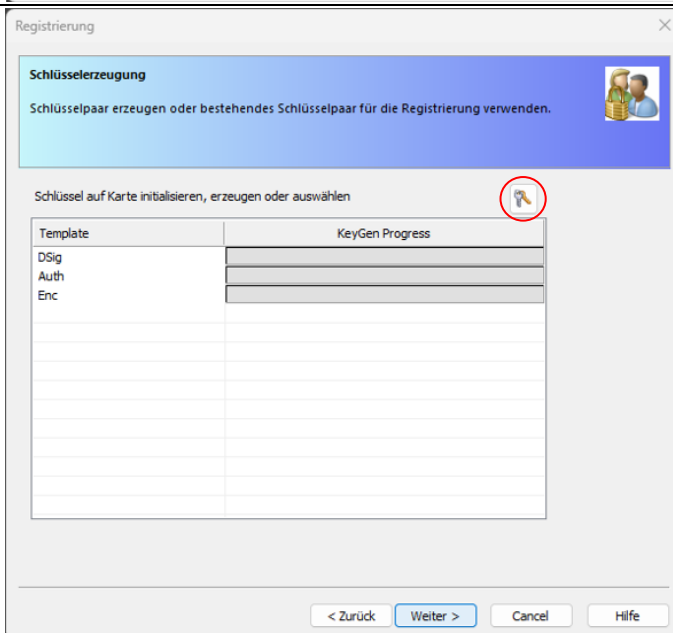 Registrierung
Schlüsselerzeugung
Schlüsselpaar erzeugen oder bestehendes Schlüsselpaar für die Registrierung verwenden.
Schlüssel auf Karte initialisieren, erzeugen oder auswählen
Template KeyGen Progress
DSig
Auth
Enc
< Zurück Weiter > Cancel Hilfe